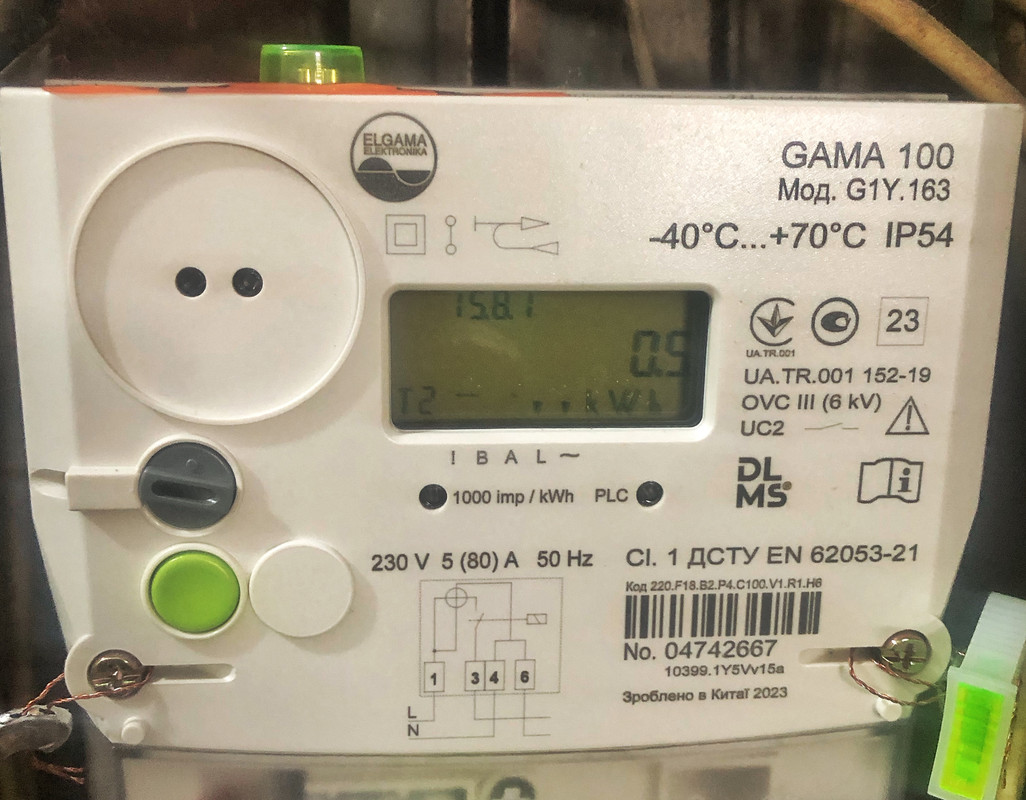 ELGAMA
ELEKTRONIKA
GAMA 100
Мод. G1Y.163
-40°C...+70°C IP54
15.8.1
0.9
T2
kWh
23
UA.TR.001
UA.TR.001 152-19
OVC III (6 kV)
UC2
! B A L ~
1000 imp / kWh PLC
DL
MS
i
230 V 5 (80) A 50 Hz
Cl. 1 ДСТУ EN 62053-21
Код 220.F18.B2.P4.C100.V1.R1.H6
No. 04742667
10399.1Y5Vv15a
Зроблено в Китаї 2023
1 3 4 6
L
N